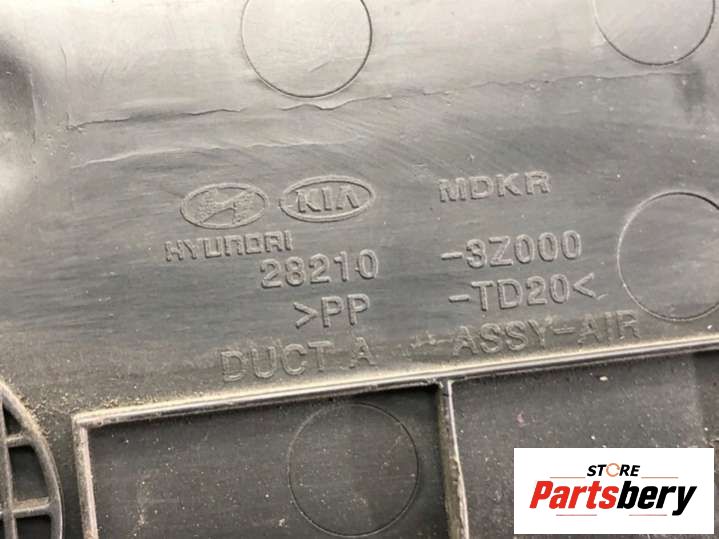 KIA MDKR
HYUNDAI
28210 -3Z000
>PP -TD20<
DUCT A -ASSY-AIR
STORE
Partsbery